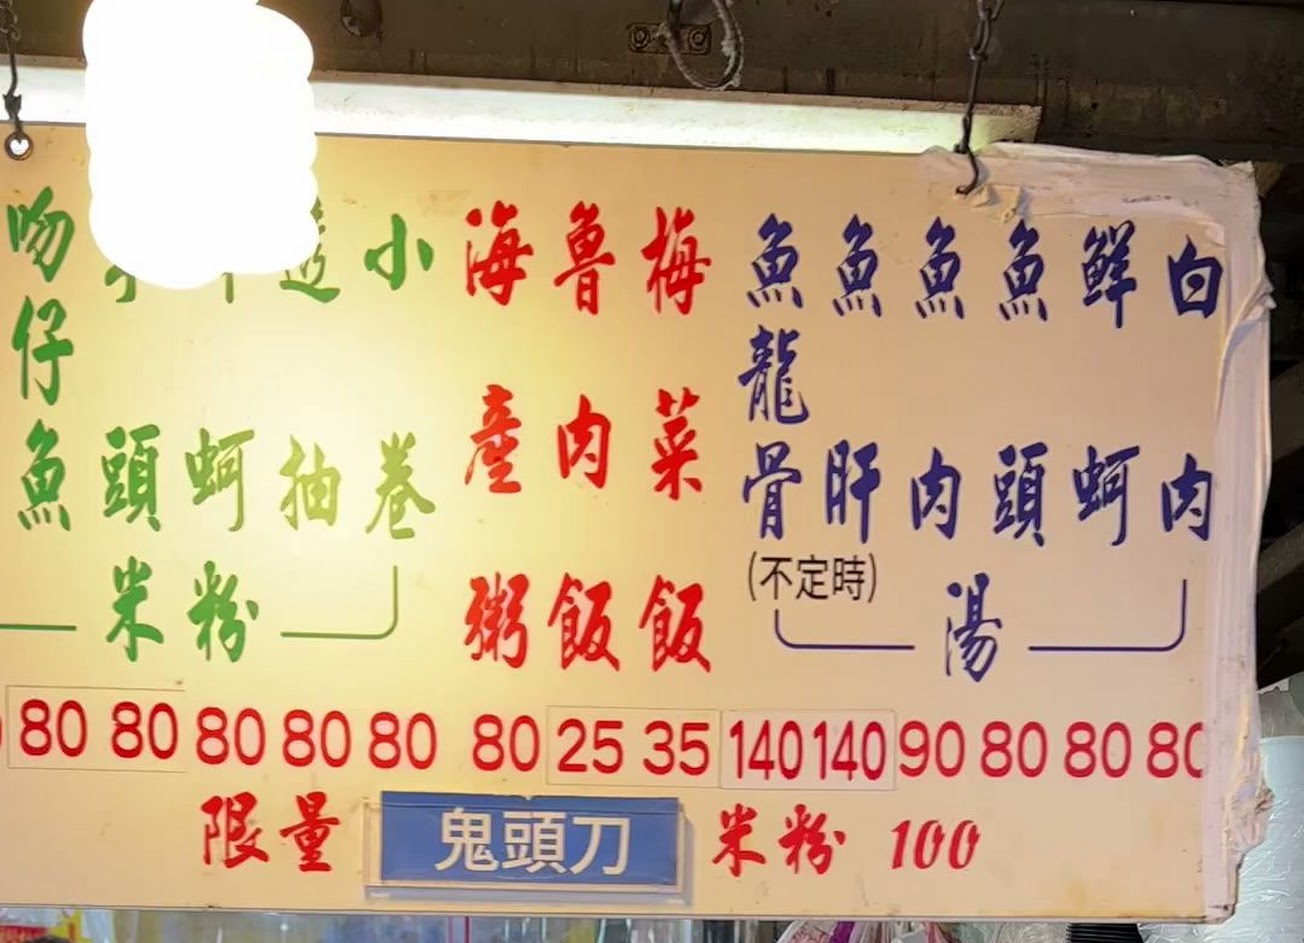 白肉
鮮蚵
魚頭
魚肉
魚肝
魚龍骨
(不定時)
湯
梅菜飯
魯肉飯
海產粥
小卷
透抽
蚵
頭
吻仔魚
米粉
80 80 80 80 80 80 25 35 140 140 90 80 80 80
限量 鬼頭刀 米粉 100